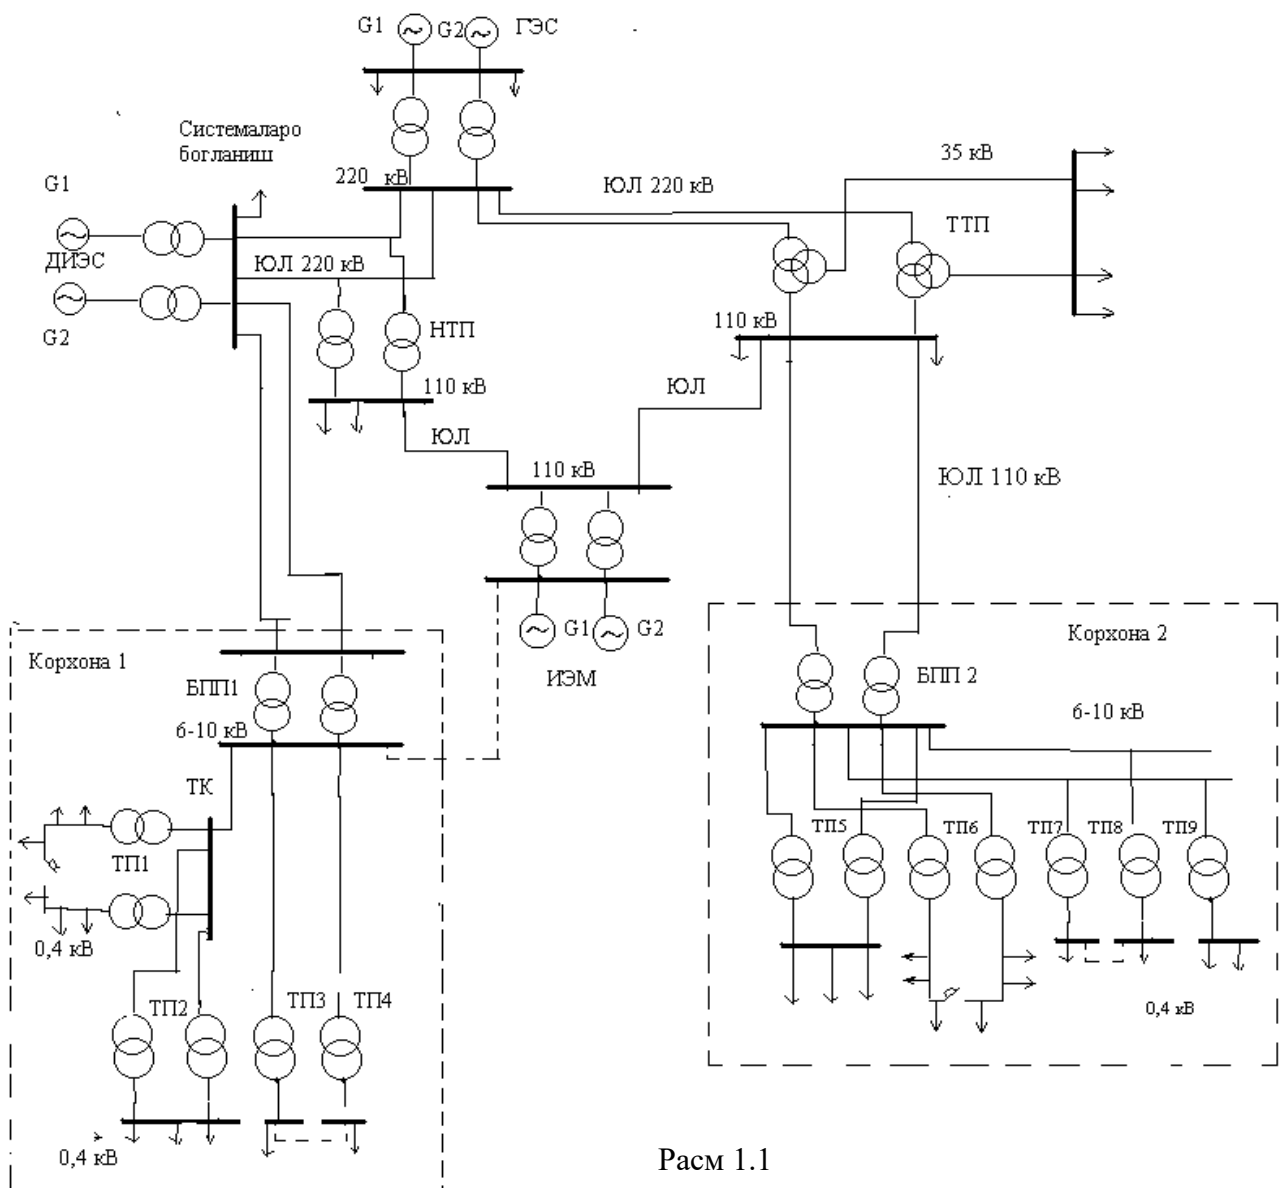 G1
G2
ГЭС
Системаларо
богланиш
35 кВ
G1
220 кВ
ЮЛ 220 кВ
ТТП
ДИЭС
ЮЛ 220 кВ
G2
НТП
110 кВ
110 кВ
ЮЛ
ЮЛ
110 кВ
ЮЛ 110 кВ
G1
G2
Корхона 2
Корхона 1
ИЭМ
БПП1
БПП 2
6-10 кВ
6-10 кВ
ТК
ТП5
ТП6
ТП7
ТП8
ТП9
ТП1
0,4 кВ
ТП2
ТП3
ТП4
0,4 кВ
0,4 кВ
Расм 1.1